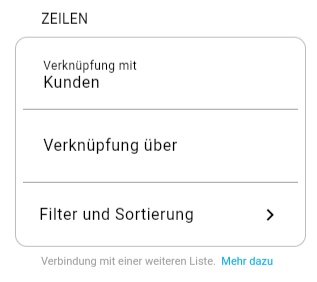 ZEILEN
Verknüpfung mit
Kunden
Verknüpfung über
Filter und Sortierung
Verbindung mit einer weiteren Liste. Mehr dazu